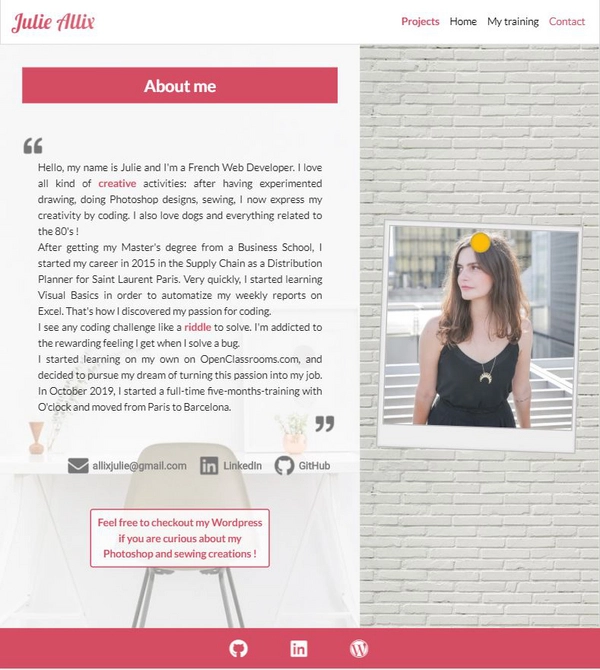 Julie Allix
Projects Home My training Contact
About me
Hello, my name is Julie and I'm a French Web Developer. I love
all kind of creative activities: after having experimented
drawing, doing Photoshop designs, sewing, I now express my
creativity by coding. I also love dogs and everything related to
the 80's !
After getting my Master's degree from a Business School, I
started my career in 2015 in the Supply Chain as a Distribution
Planner for Saint Laurent Paris. Very quickly, I started learning
Visual Basics in order to automatize my weekly reports on
Excel. That's how I discovered my passion for coding.
I see any coding challenge like a riddle to solve. I'm addicted to
the rewarding feeling I get when I solve a bug.
I started learning on my own on OpenClassrooms.com, and
decided to pursue my dream of turning this passion into my job.
In October 2019, I started a full-time five-months-training with
O'clock and moved from Paris to Barcelona.
allixjulie@gmail.com LinkedIn GitHub
Feel free to checkout my Wordpress
if you are curious about my
Photoshop and sewing creations !